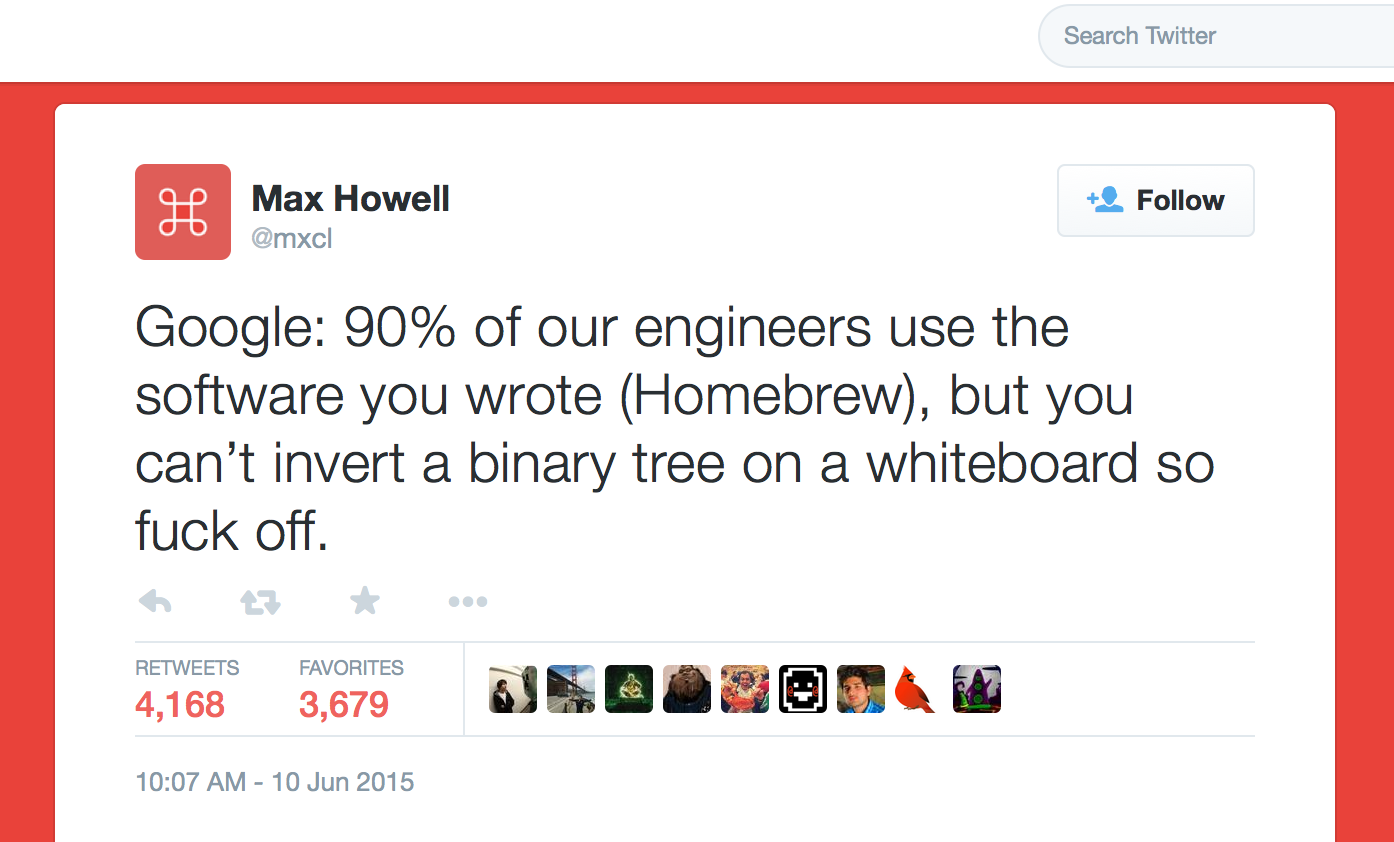 Search Twitter
Max Howell
@mxcl
Follow
Google: 90% of our engineers use the
software you wrote (Homebrew), but you
can’t invert a binary tree on a whiteboard so
fuck off.
RETWEETS FAVORITES
4,168 3,679
10:07 AM - 10 Jun 2015